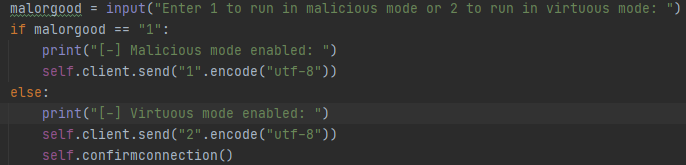 malorgood = input("Enter 1 to run in malicious mode or 2 to run in virtuous mode: ")
if malorgood == "1":
    print("[-] Malicious mode enabled: ")
    self.client.send("1".encode("utf-8"))
else:
    print("[-] Virtuous mode enabled: ")
    self.client.send("2".encode("utf-8"))
    self.confirmconnection()